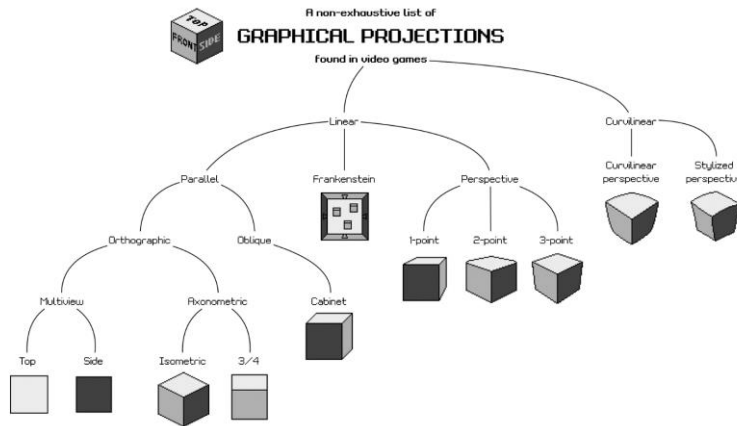 A non-exhaustive list of
TOP
FRONT SIDE
GRAPHICAL PROJECTIONS
found in video games
Linear
Curvilinear
Parallel
Frankenstein
Perspective
Curvilinear
perspective
Stylized
perspective
Orthographic
Oblique
1-point
2-point
3-point
Multiview
Axonometric
Cabinet
Top
Side
Isometric
3/4